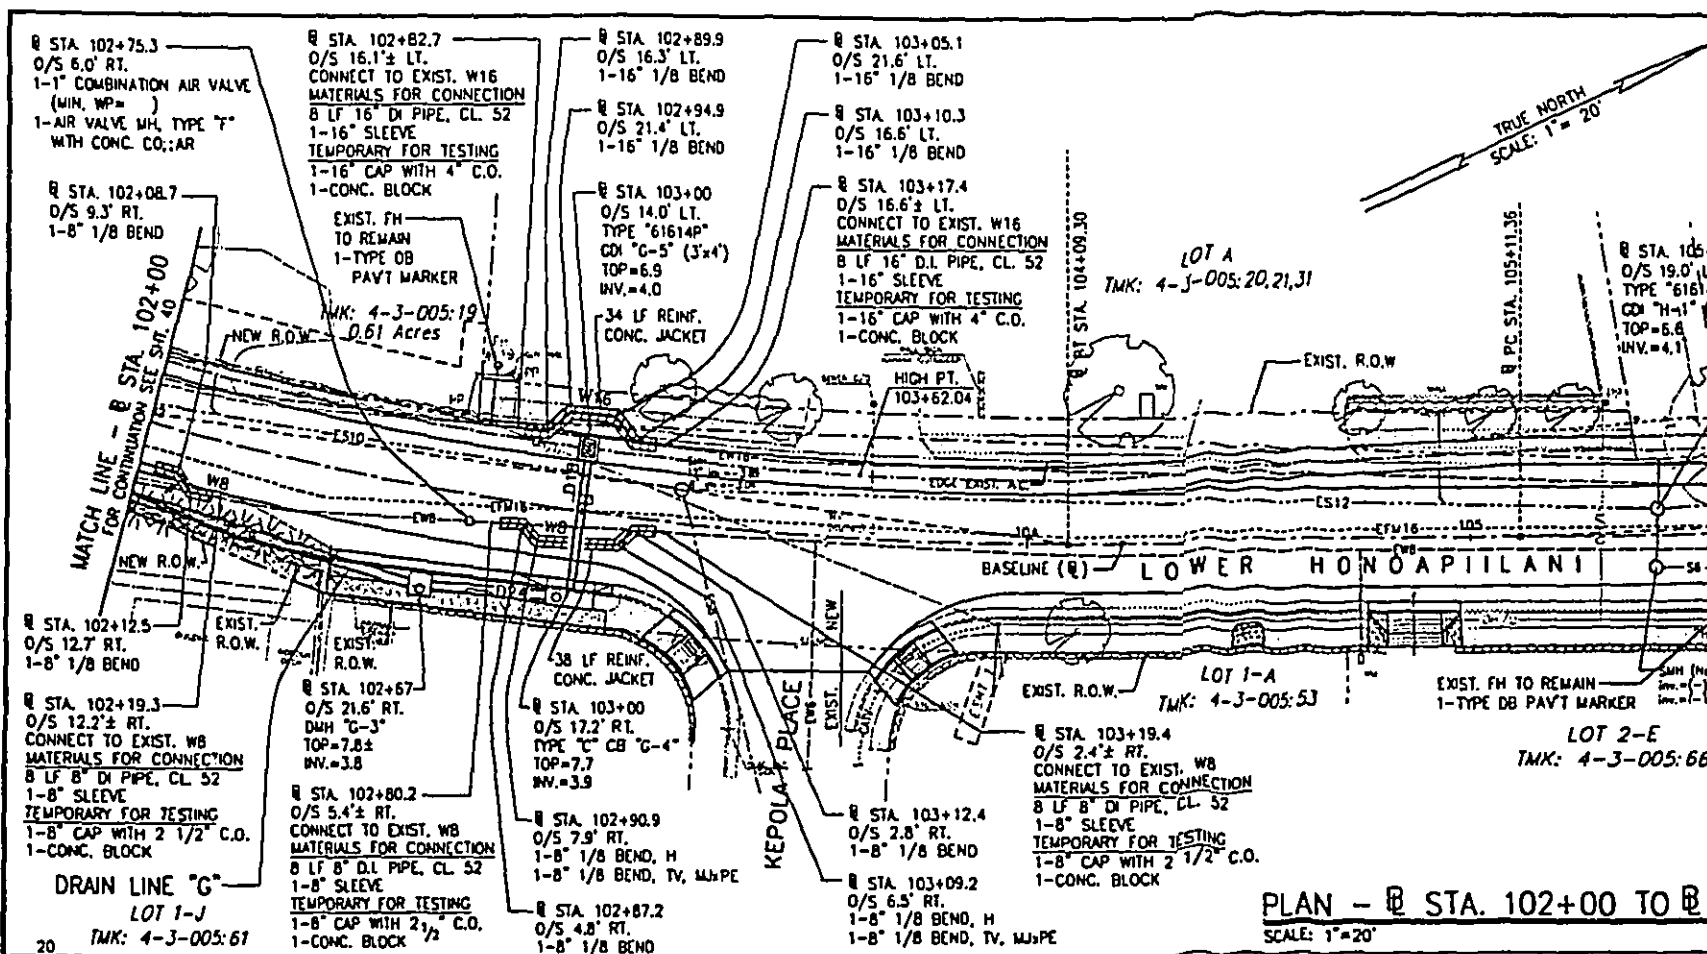 ℄ STA. 102+75.3
O/S 6.0' RT.
1-1" COMBINATION AIR VALVE
(MIN. WP= )
1-AIR VALVE MH, TYPE "F"
WITH CONC. CO;:AR
℄ STA. 102+08.7
O/S 9.3' RT.
1-8" 1/8 BEND
℄ STA. 102+82.7
O/S 16.1'± LT.
CONNECT TO EXIST. W16
MATERIALS FOR CONNECTION
8 LF 16" DI PIPE, CL. 52
1-16" SLEEVE
TEMPORARY FOR TESTING
1-16" CAP WITH 4" C.O.
1-CONC. BLOCK
EXIST. FH
TO REMAIN
1-TYPE DB
PAV'T MARKER
TMK: 4-3-005:19
0.61 Acres
℄ STA 102+89.9
O/S 16.3' LT.
1-16" 1/8 BEND
℄ STA. 102+94.9
O/S 21.4' LT.
1-16" 1/8 BEND
℄ STA. 103+00
O/S 14.0' LT.
TYPE "61614P"
GDI "G-5" (3'x4')
TOP=6.9
INV.=4.0
34 LF REINF.
CONC. JACKET
℄ STA. 103+05.1
O/S 21.6' LT.
1-16" 1/8 BEND
℄ STA. 103+10.3
O/S 16.6' LT.
1-16" 1/8 BEND
℄ STA. 103+17.4
O/S 16.6'± LT.
CONNECT TO EXIST. W16
MATERIALS FOR CONNECTION
8 LF 16" D.I. PIPE, CL. 52
1-16" SLEEVE
TEMPORARY FOR TESTING
1-16" CAP WITH 4" C.O.
1-CONC. BLOCK
HIGH PT.
103+62.04
TRUE NORTH
SCALE: 1"= 20'
LOT A
TMK: 4-3-005:20,21,31
℄ PT STA. 104+09.30
℄ PC STA. 105+11.36
℄ STA. 105+
O/S 19.0' L
TYPE "6161
GDI "H-1"
TOP=6.6
INV.=4.1
EXIST. R.O.W
MATCH LINE - ℄ STA. 102+00
FOR CONTINUATION SEE SHT. 40
NEW R.O.W.
ES10
W16
W8
EW8
EFM16
W8
D18
EW16
EDGE EXIST. A.C.
ES12
EFM16
105
104
EW8
BASELINE (℄)
LOWER HONOAPIILANI
NEW R.O.W.
D24
EXIST.
R.O.W.
EXIST.
R.O.W.
38 LF REINF.
CONC. JACKET
KEPOLA PLACE
EW6
EXIST.
NEW
CATV
ESMT
EXIST. R.O.W.
LOT 1-A
TMK: 4-3-005:53
EXIST. FH TO REMAIN
1-TYPE DB PAV'T MARKER
SMH
LOT 2-E
TMK: 4-3-005:66
℄ STA. 102+12.5
O/S 12.7' RT.
1-8" 1/8 BEND
℄ STA. 102+19.3
O/S 12.2'± RT.
CONNECT TO EXIST. W8
MATERIALS FOR CONNECTION
8 LF 8" DI PIPE, CL. 52
1-8" SLEEVE
TEMPORARY FOR TESTING
1-8" CAP WITH 2 1/2" C.O.
1-CONC. BLOCK
DRAIN LINE "G"
LOT 1-J
TMK: 4-3-005:61
20
℄ STA. 102+67
O/S 21.6' RT.
DMH "G-3"
TOP=7.8±
INV.=3.8
℄ STA. 102+80.2
O/S 5.4'± RT.
CONNECT TO EXIST. W8
MATERIALS FOR CONNECTION
8 LF 8" D.I. PIPE, CL. 52
1-8" SLEEVE
TEMPORARY FOR TESTING
1-8" CAP WITH 2 1/2" C.O.
1-CONC. BLOCK
℄ STA. 103+00
O/S 17.2' RT.
TYPE "C" CB "G-4"
TOP=7.7
INV.=3.9
℄ STA. 102+90.9
O/S 7.9' RT.
1-8" 1/8 BEND, H
1-8" 1/8 BEND, TV, MJxPE
℄ STA. 102+87.2
O/S 4.8' RT.
1-8" 1/8 BEND
℄ STA. 103+12.4
O/S 2.8' RT.
1-8" 1/8 BEND
℄ STA. 103+09.2
O/S 6.5' RT.
1-8" 1/8 BEND, H
1-8" 1/8 BEND, TV, MJxPE
℄ STA. 103+19.4
O/S 2.4'± RT.
CONNECT TO EXIST. W8
MATERIALS FOR CONNECTION
8 LF 8" DI PIPE, CL. 52
1-8" SLEEVE
TEMPORARY FOR TESTING
1-8" CAP WITH 2 1/2" C.O.
1-CONC. BLOCK
PLAN - ℄ STA. 102+00 TO ℄
SCALE: 1"=20'